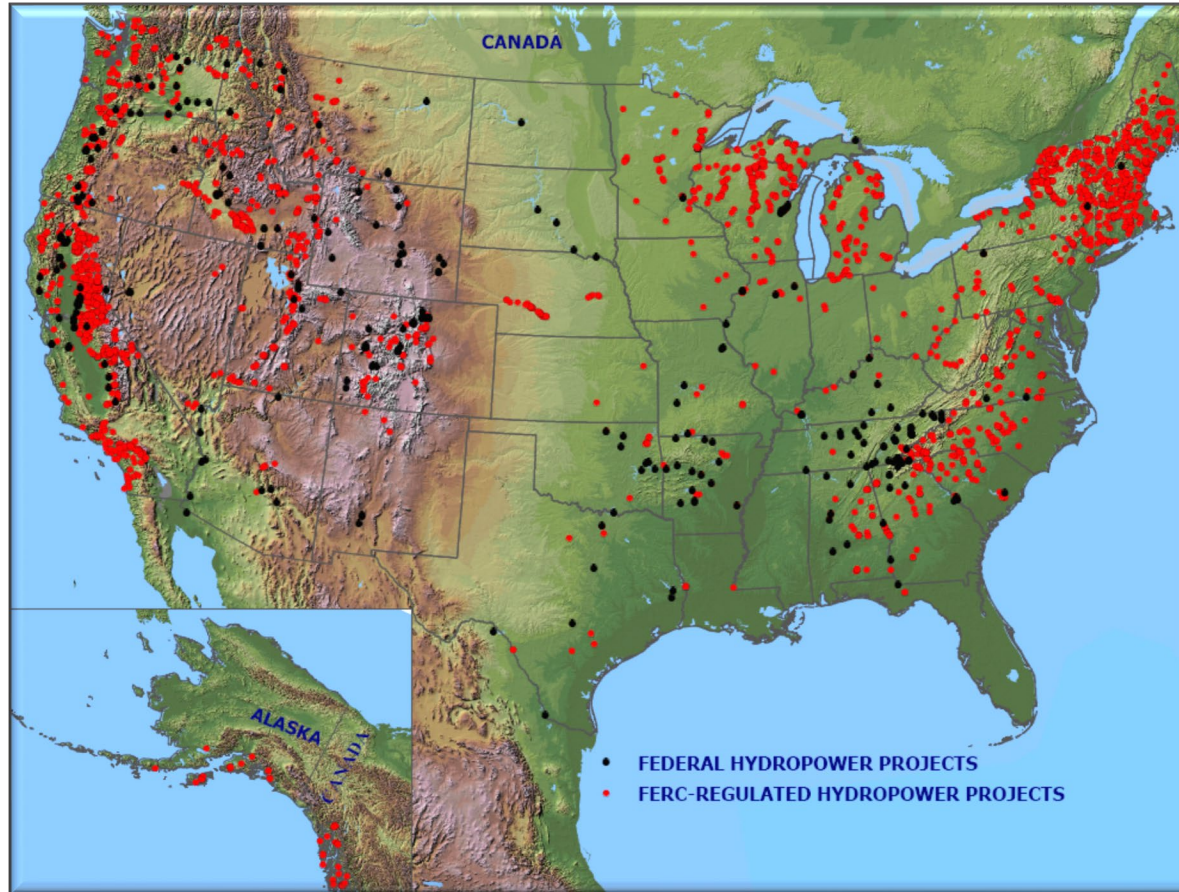 CANADA
ALASKA
CANADA
FEDERAL HYDROPOWER PROJECTS
FERC-REGULATED HYDROPOWER PROJECTS